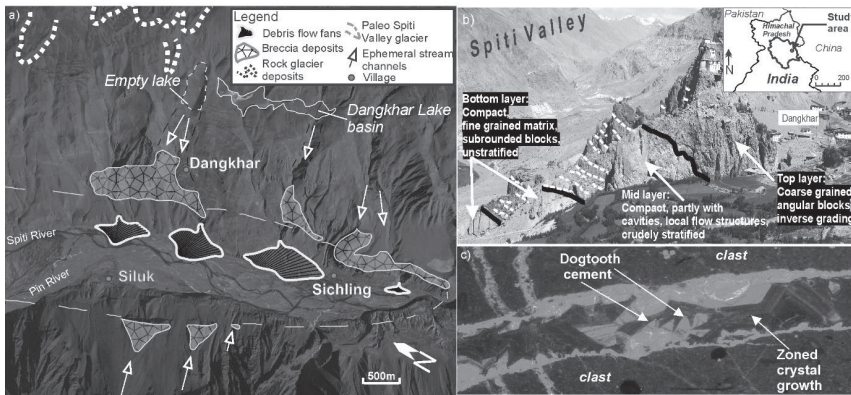 a)
Legend
Debris flow fans
Breccia deposits
Rock glacier
deposits
Paleo Spiti
Valley glacier
Ephemeral stream
channels
Village
Empty lake
Dangkhar Lake
basin
Dangkhar
Spiti River
Pin River
Siluk
Sichling
500m
b)
Spiti Valley
Bottom layer:
Compact,
fine grained matrix,
subrounded blocks,
unstratified
Mid layer:
Compact, partly with
cavities, local flow structures,
crudely stratified
Top layer:
Coarse grained
angular blocks,
inverse grading
Dangkhar
Pakistan
Himachal
Pradesh
Study
area
China
N
India
0 200
c)
Dogtooth
cement
clast
clast
Zoned
crystal
growth